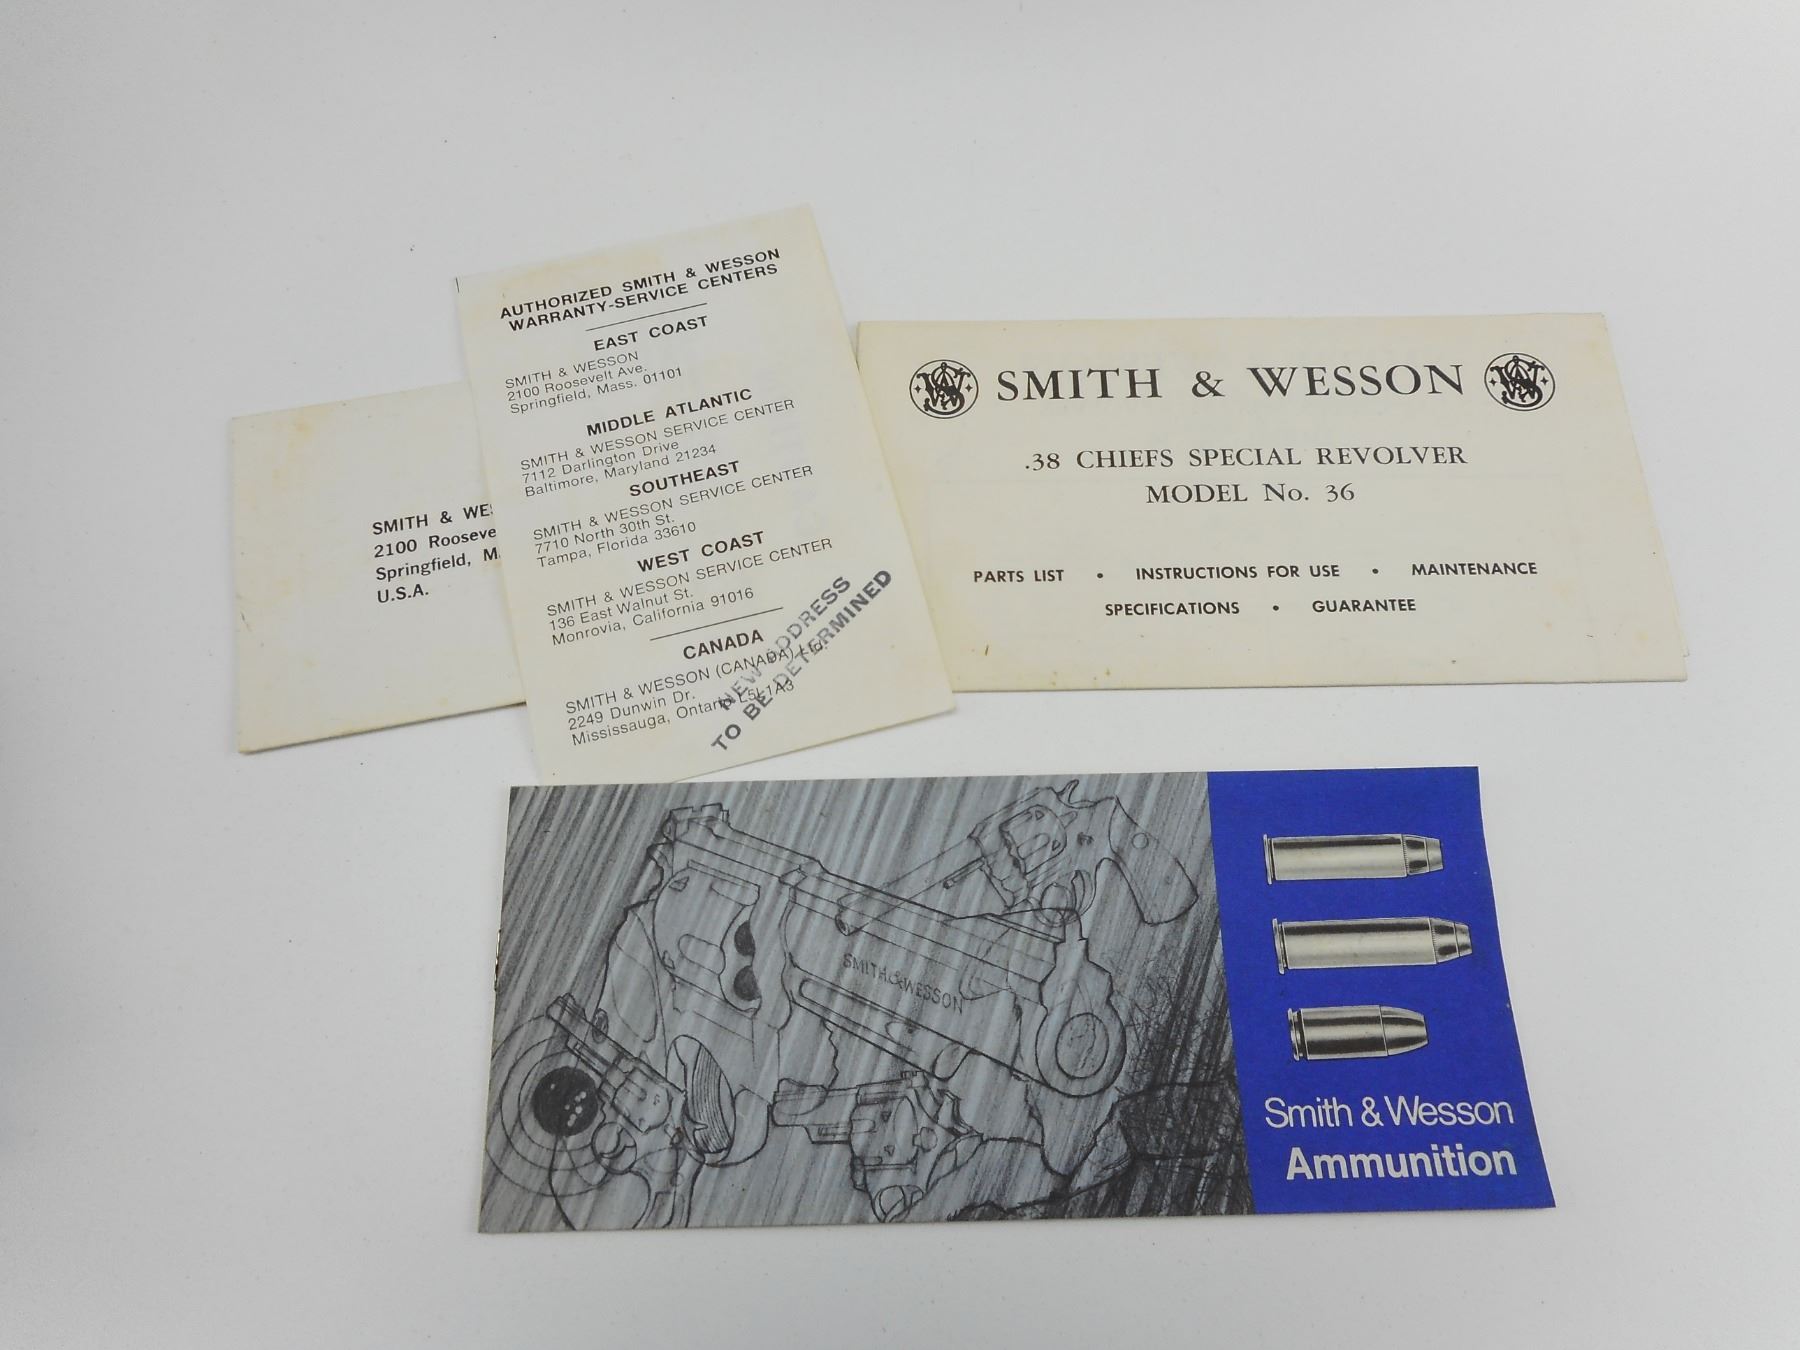 AUTHORIZED SMITH & WESSON
WARRANTY-SERVICE CENTERS
EAST COAST
SMITH & WESSON
2100 Roosevelt Ave.
Springfield, Mass. 01101
MIDDLE ATLANTIC
SMITH & WESSON SERVICE CENTER
7112 Darlington Drive
Baltimore, Maryland 21234
SOUTHEAST
SMITH & WESSON SERVICE CENTER
7710 North 30th St.
Tampa, Florida 33610
WEST COAST
SMITH & WESSON SERVICE CENTER
136 East Walnut St.
Monrovia, California 91016
CANADA
SMITH & WESSON (CANADA) Ltd.
2249 Dunwin Dr.
Mississauga, Ontario L5L1A3
NEW ADDRESS
TO BE DETERMINED
SMITH & WES
2100 Rooseve
Springfield, M
U.S.A.
SMITH & WESSON
.38 CHIEFS SPECIAL REVOLVER
MODEL No. 36
PARTS LIST • INSTRUCTIONS FOR USE • MAINTENANCE
SPECIFICATIONS • GUARANTEE
SMITH & WESSON
Smith & Wesson
Ammunition